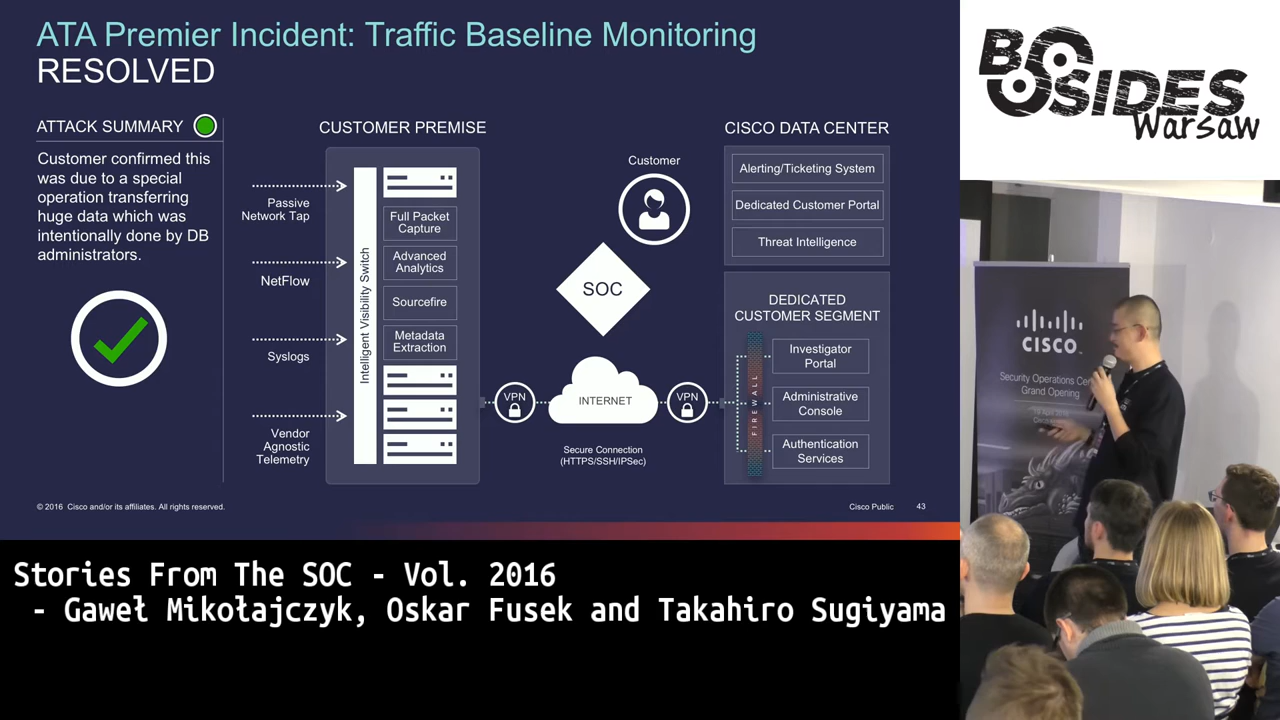 ATA Premier Incident: Traffic Baseline Monitoring
RESOLVED
ATTACK SUMMARY
Customer confirmed this
was due to a special
operation transferring
huge data which was
intentionally done by DB
administrators.
CUSTOMER PREMISE
Passive
Network Tap
NetFlow
Syslogs
Vendor
Agnostic
Telemetry
Intelligent Visibility Switch
Full Packet
Capture
Advanced
Analytics
Sourcefire
Metadata
Extraction
Customer
SOC
VPN
INTERNET
VPN
Secure Connection
(HTTPS/SSH/IPSec)
CISCO DATA CENTER
Alerting/Ticketing System
Dedicated Customer Portal
Threat Intelligence
DEDICATED
CUSTOMER SEGMENT
FIREWALL
Investigator
Portal
Administrative
Console
Authentication
Services
© 2016 Cisco and/or its affiliates. All rights reserved.
Cisco Public
43
BSIDES
Warsaw
CISCO
Security Operations
Grand Opening
Stories From The SOC - Vol. 2016
- Gaweł Mikołajczyk, Oskar Fusek and Takahiro Sugiyama